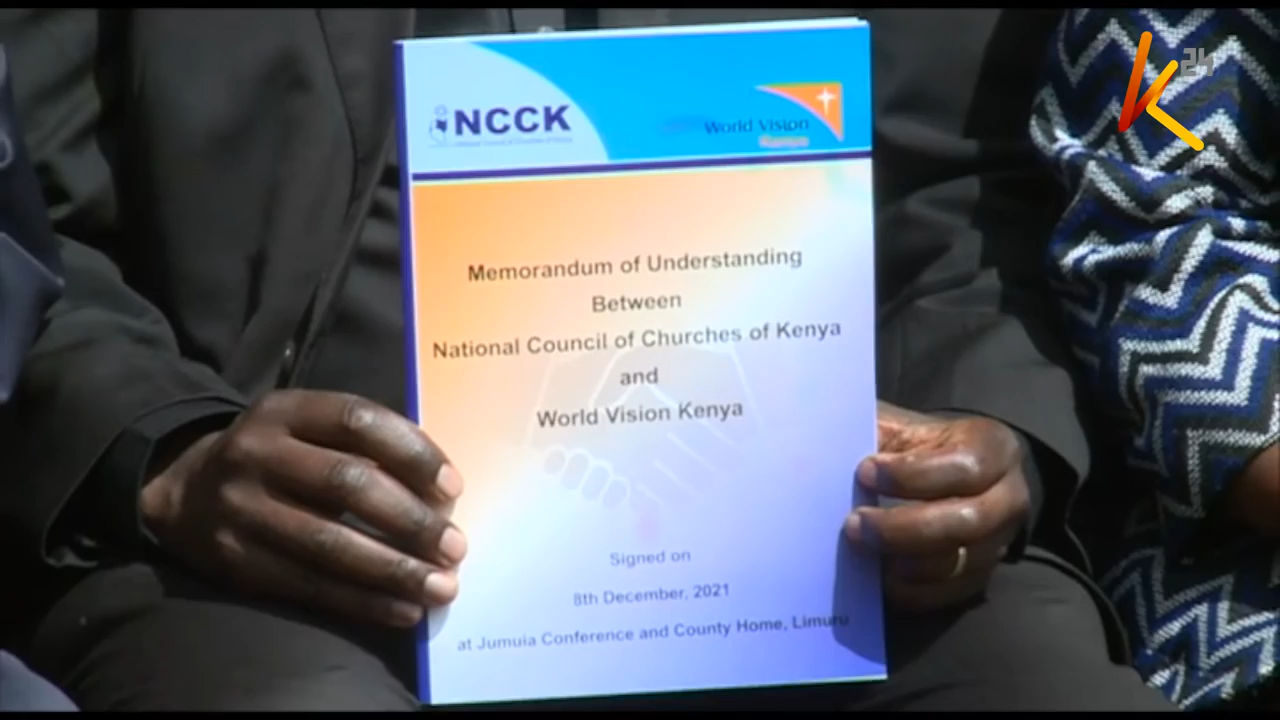 NCCK
World Vision
Memorandum of Understanding
Between
National Council of Churches of Kenya
and
World Vision Kenya
Signed on
8th December, 2021
at Jumuia Conference and County Home, Limuru
K24